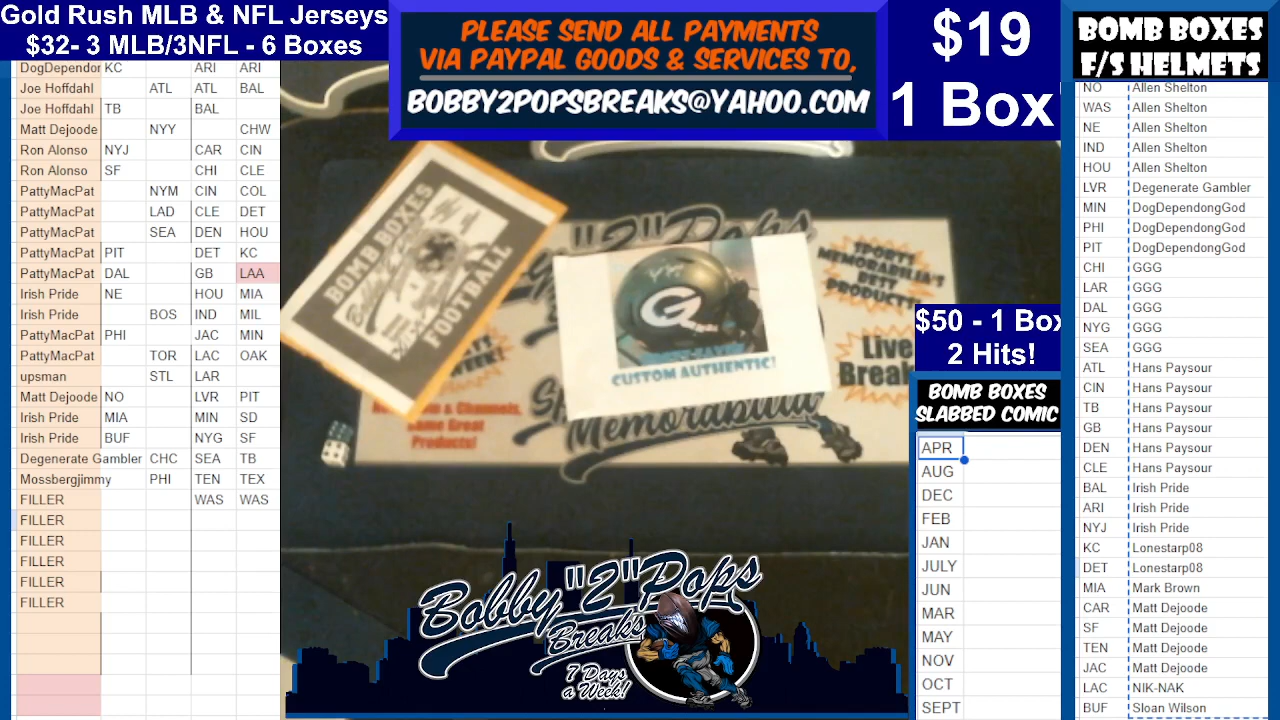 Gold Rush MLB & NFL Jerseys
$32- 3 MLB/3NFL - 6 Boxes
DogDependor KC ARI ARI
Joe Hoffdahl ATL ATL BAL
Joe Hoffdahl TB BAL
Matt Dejoode NYY CHW
Ron Alonso NYJ CAR CIN
Ron Alonso SF CHI CLE
PattyMacPat NYM CIN COL
PattyMacPat LAD CLE DET
PattyMacPat SEA DEN HOU
PattyMacPat PIT DET KC
PattyMacPat DAL GB LAA
Irish Pride NE HOU MIA
Irish Pride BOS IND MIL
PattyMacPat PHI JAC MIN
PattyMacPat TOR LAC OAK
upsman STL LAR
Matt Dejoode NO LVR PIT
Irish Pride MIA MIN SD
Irish Pride BUF NYG SF
Degenerate Gambler CHC SEA TB
Mossbergjimmy PHI TEN TEX
FILLER WAS WAS
FILLER
FILLER
FILLER
FILLER
FILLER
PLEASE SEND ALL PAYMENTS
VIA PAYPAL GOODS & SERVICES TO,
BOBBY2POPSBREAKS@YAHOO.COM
BOMB BOXES
FOOTBALL
"2" Pops
SPORTS
MEMORABILIA'S
BEST
PRODUCTS!
G
CUSTOM AUTHENTIC!
Live
Break
& Channels,
Same Great
Products!
Memorabilia
Bobby "2" Pops
Breaks
7 Days
a Week!
$19
1 Box
$50 - 1 Box
2 Hits!
BOMB BOXES
SLABBED COMIC
APR
AUG
DEC
FEB
JAN
JULY
JUN
MAR
MAY
NOV
OCT
SEPT
BOMB BOXES
F/S HELMETS
NO Allen Shelton
WAS Allen Shelton
NE Allen Shelton
IND Allen Shelton
HOU Allen Shelton
LVR Degenerate Gambler
MIN DogDependongGod
PHI DogDependongGod
PIT DogDependongGod
CHI GGG
LAR GGG
DAL GGG
NYG GGG
SEA GGG
ATL Hans Paysour
CIN Hans Paysour
TB Hans Paysour
GB Hans Paysour
DEN Hans Paysour
CLE Hans Paysour
BAL Irish Pride
ARI Irish Pride
NYJ Irish Pride
KC Lonestarp08
DET Lonestarp08
MIA Mark Brown
CAR Matt Dejoode
SF Matt Dejoode
TEN Matt Dejoode
JAC Matt Dejoode
LAC NIK-NAK
BUF Sloan Wilson